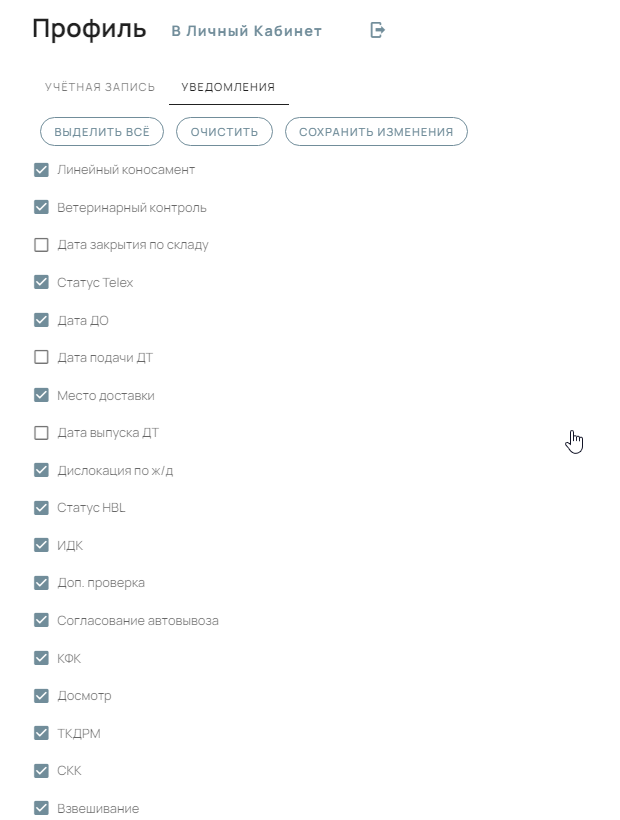 Профиль В Личный Кабинет
УЧЁТНАЯ ЗАПИСЬ УВЕДОМЛЕНИЯ
ВЫДЕЛИТЬ ВСЁ ОЧИСТИТЬ СОХРАНИТЬ ИЗМЕНЕНИЯ
Линейный коносамент
Ветеринарный контроль
Дата закрытия по складу
Статус Telex
Дата ДО
Дата подачи ДТ
Место доставки
Дата выпуска ДТ
Дислокация по ж/д
Статус HBL
ИДК
Доп. проверка
Согласование автовывоза
КФК
Досмотр
ТКДРМ
СКК
Взвешивание